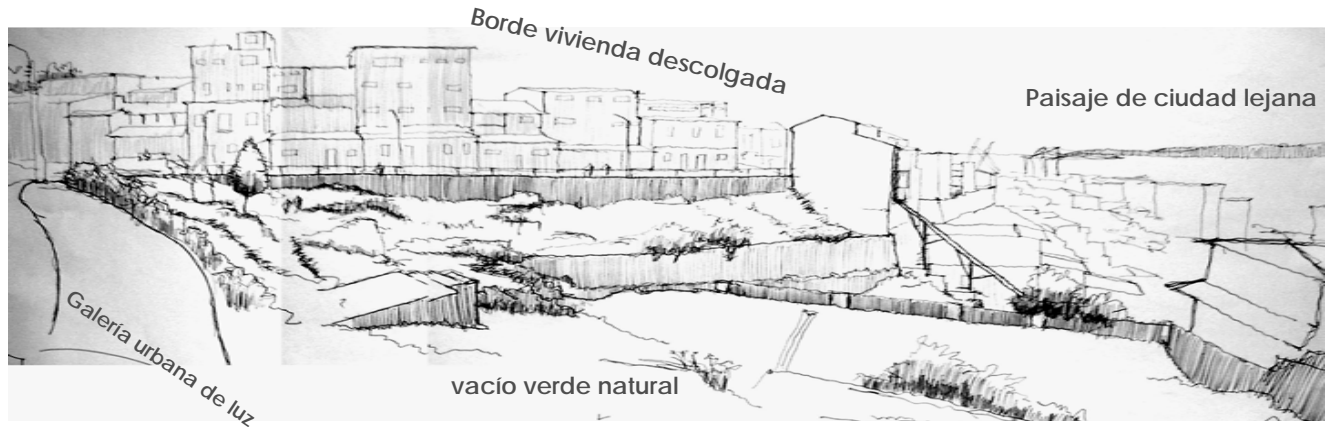 Borde vivienda descolgada
Paisaje de ciudad lejana
Galería urbana de luz
vacío verde natural